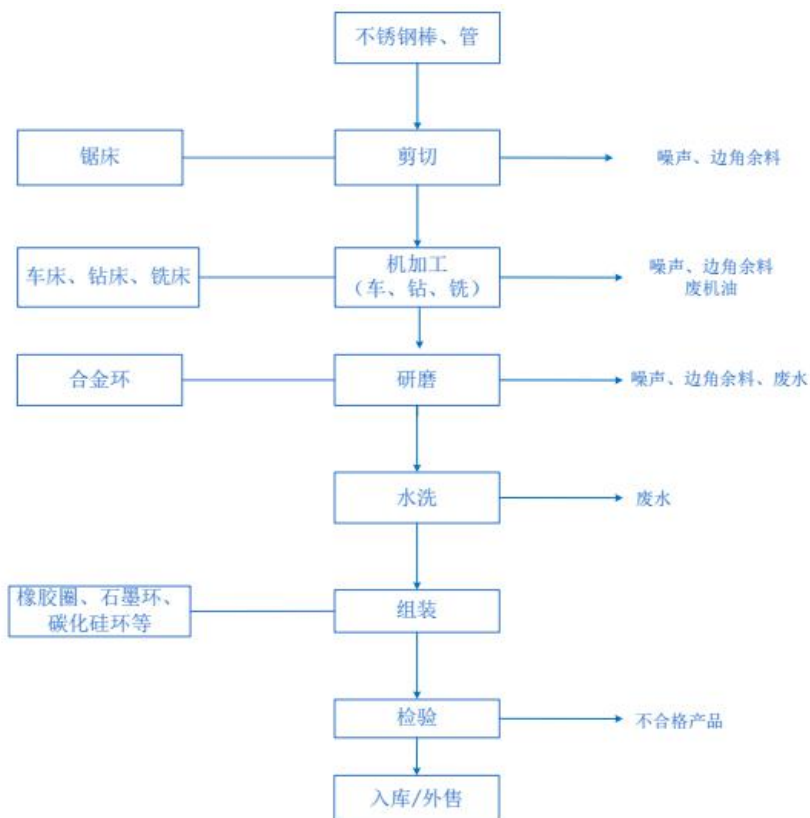 不锈钢棒、管
锯床
剪切
噪声、边角余料
车床、钻床、铣床
机加工
（车、钻、铣）
噪声、边角余料
废机油
合金环
研磨
噪声、边角余料、废水
水洗
废水
橡胶圈、石墨环、
碳化硅环等
组装
检验
不合格产品
入库/外售